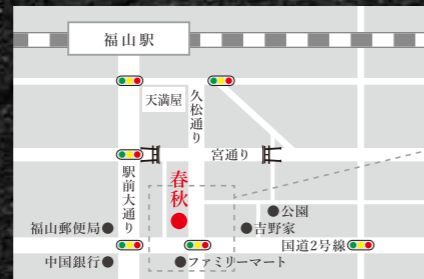 福山駅
天満屋
久松通り
宮通り
駅前大通り
春秋
公園
福山郵便局
吉野家
国道2号線
中国銀行
ファミリーマート